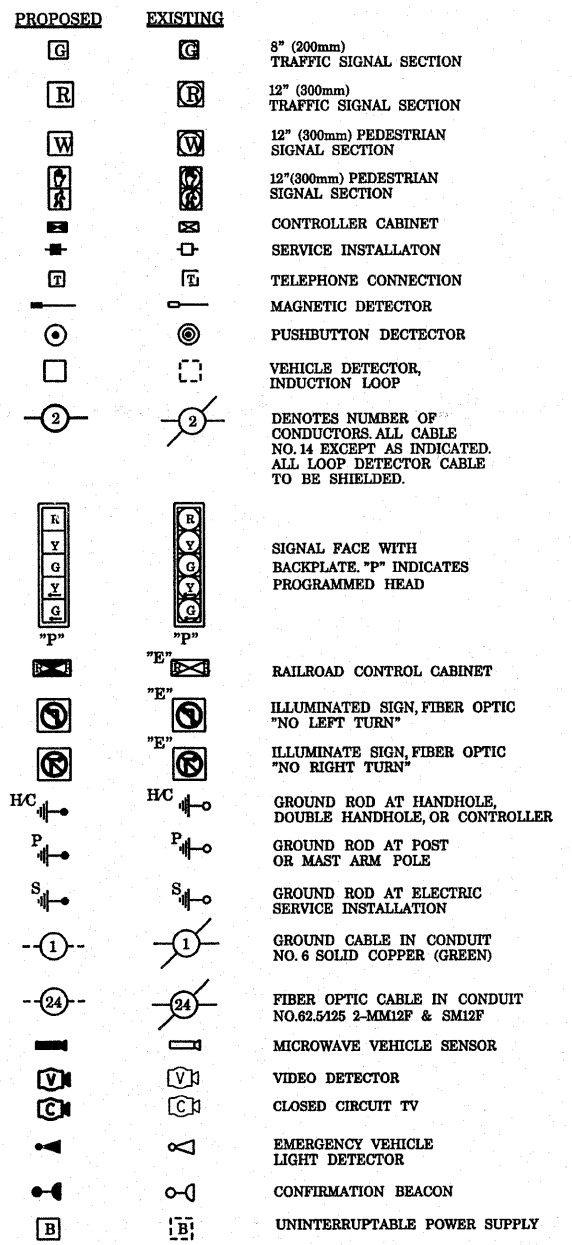 PROPOSED EXISTING
G G 8" (200mm)
TRAFFIC SIGNAL SECTION
R R 12" (300mm)
TRAFFIC SIGNAL SECTION
W W 12" (300mm) PEDESTRIAN
SIGNAL SECTION
12"(300mm) PEDESTRIAN
SIGNAL SECTION
CONTROLLER CABINET
SERVICE INSTALLATON
T T TELEPHONE CONNECTION
MAGNETIC DETECTOR
PUSHBUTTON DECTECTOR
VEHICLE DETECTOR,
INDUCTION LOOP
2 2 DENOTES NUMBER OF
CONDUCTORS. ALL CABLE
NO. 14 EXCEPT AS INDICATED.
ALL LOOP DETECTOR CABLE
TO BE SHIELDED.
R R
Y Y SIGNAL FACE WITH
G G BACKPLATE. "P" INDICATES
Y Y PROGRAMMED HEAD
G G
"P" "P"
"E" RAILROAD CONTROL CABINET
"E" ILLUMINATED SIGN, FIBER OPTIC
"NO LEFT TURN"
"E" ILLUMINATE SIGN, FIBER OPTIC
"NO RIGHT TURN"
H/C H/C GROUND ROD AT HANDHOLE,
DOUBLE HANDHOLE, OR CONTROLLER
P P GROUND ROD AT POST
OR MAST ARM POLE
S S GROUND ROD AT ELECTRIC
SERVICE INSTALLATION
1 1 GROUND CABLE IN CONDUIT
NO. 6 SOLID COPPER (GREEN)
24 24 FIBER OPTIC CABLE IN CONDUIT
NO.62.5/125 2-MM12F & SM12F
MICROWAVE VEHICLE SENSOR
V V VIDEO DETECTOR
C C CLOSED CIRCUIT TV
EMERGENCY VEHICLE
LIGHT DETECTOR
CONFIRMATION BEACON
B B UNINTERRUPTABLE POWER SUPPLY